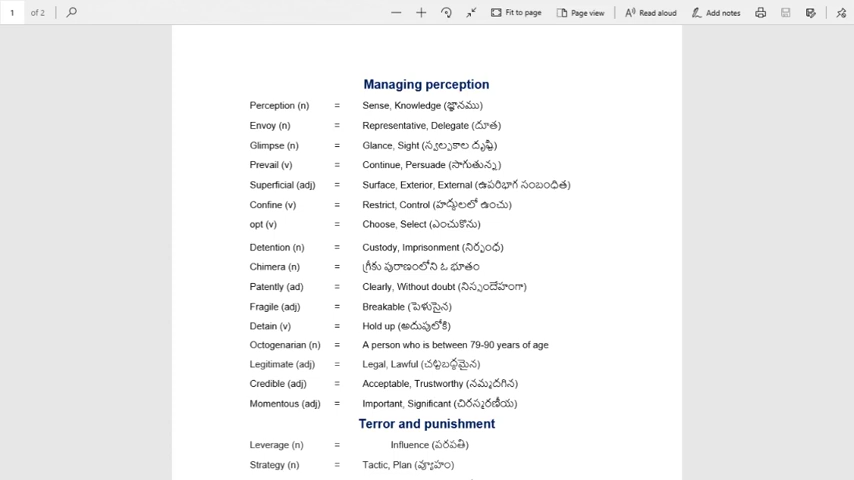 1 of 2 Fit to page Page view Read aloud Add notes
Managing perception
Perception (n) = Sense, Knowledge (జ్ఞానము)
Envoy (n) = Representative, Delegate (దూత)
Glimpse (n) = Glance, Sight (స్వల్పకాల దృష్టి)
Prevail (v) = Continue, Persuade (సాగుతున్న)
Superficial (adj) = Surface, Exterior, External (ఉపరిభాగ సంబంధిత)
Confine (v) = Restrict, Control (హద్దులలో ఉంచు)
opt (v) = Choose, Select (ఎంచుకొను)
Detention (n) = Custody, Imprisonment (నిర్బంధ)
Chimera (n) = గ్రీకు పురాణంలోని ఓ భూతం
Patently (ad) = Clearly, Without doubt (నిస్సందేహంగా)
Fragile (adj) = Breakable (పెళుసైన)
Detain (v) = Hold up (అదుపులోకి)
Octogenarian (n) = A person who is between 79-90 years of age
Legitimate (adj) = Legal, Lawful (చట్టబద్ధమైన)
Credible (adj) = Acceptable, Trustworthy (నమ్మదగిన)
Momentous (adj) = Important, Significant (చిరస్మరణీయ)
Terror and punishment
Leverage (n) = Influence (పరపతి)
Strategy (n) = Tactic, Plan (వ్యూహం)